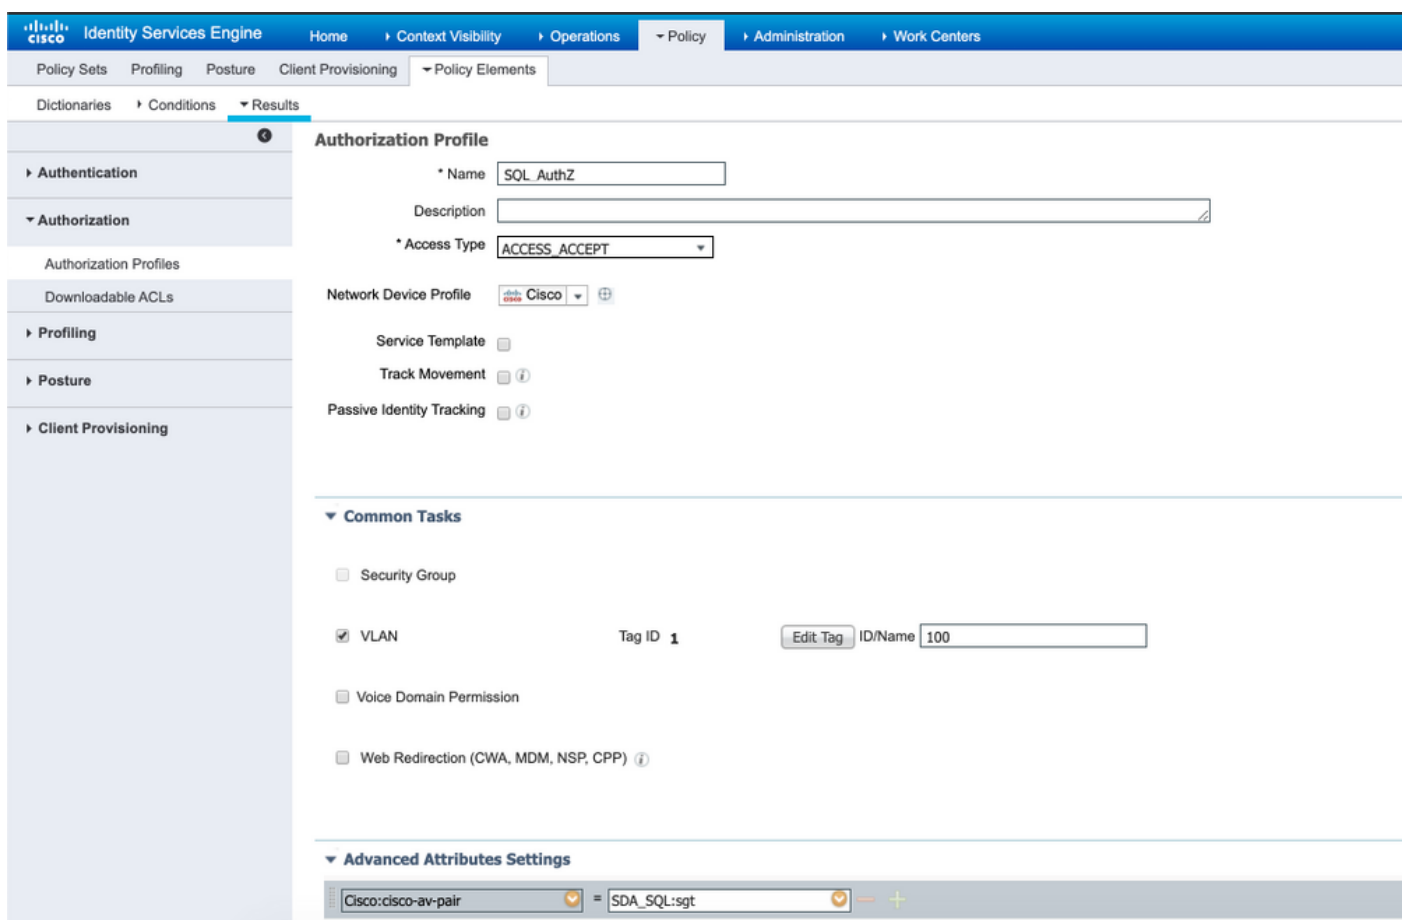 cisco Identity Services Engine Home Context Visibility Operations Policy Administration Work Centers
Policy Sets Profiling Posture Client Provisioning Policy Elements
Dictionaries Conditions Results
Authentication
Authorization
Authorization Profiles
Downloadable ACLs
Profiling
Posture
Client Provisioning
Authorization Profile
* Name SQL_AuthZ
Description
* Access Type ACCESS_ACCEPT
Network Device Profile cisco Cisco
Service Template
Track Movement i
Passive Identity Tracking i
Common Tasks
Security Group
VLAN Tag ID 1 Edit Tag ID/Name 100
Voice Domain Permission
Web Redirection (CWA, MDM, NSP, CPP) i
Advanced Attributes Settings
Cisco:cisco-av-pair = SDA_SQL:sgt